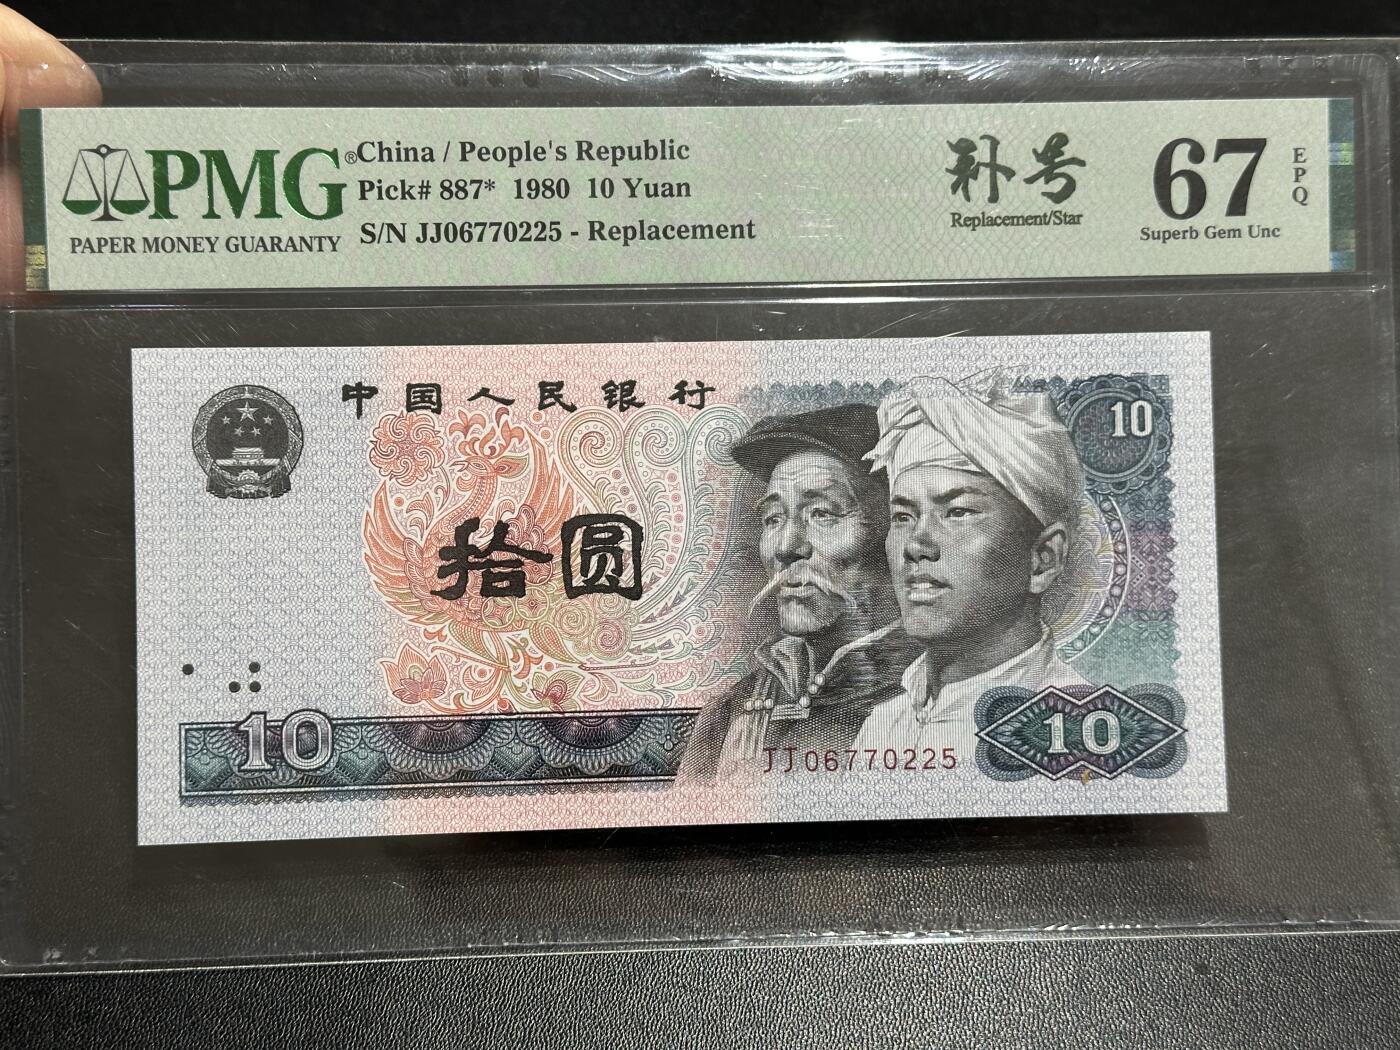 PMG®
PAPER MONEY GUARANTY
China / People's Republic
Pick# 887* 1980 10 Yuan
S/N JJ06770225 - Replacement
补号
Replacement/Star
67
EPQ
Superb Gem Unc
中国人民银行
10
拾圆
10
JJ06770225
10